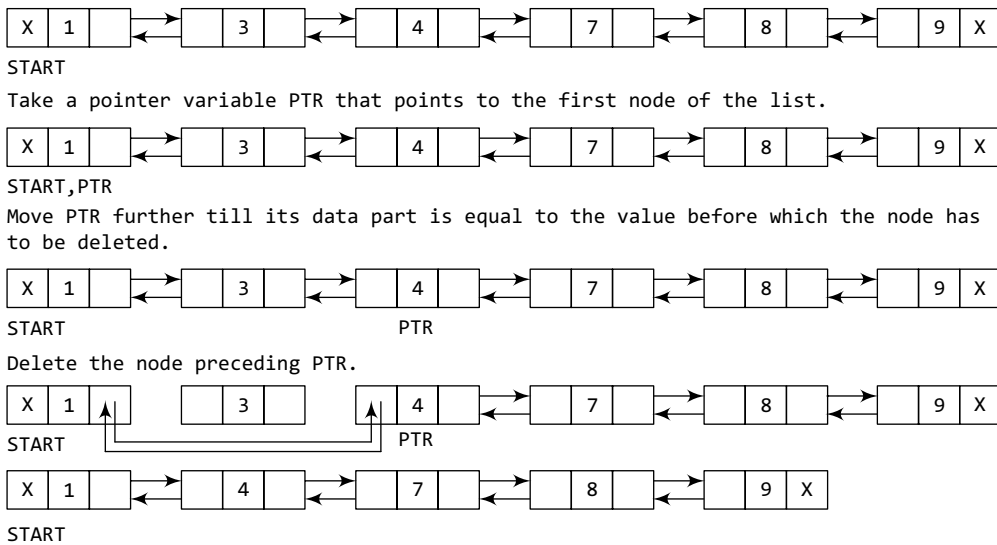 X 1 3 4 7 8 9 X
START
Take a pointer variable PTR that points to the first node of the list.
X 1 3 4 7 8 9 X
START,PTR
Move PTR further till its data part is equal to the value before which the node has
to be deleted.
X 1 3 4 7 8 9 X
START PTR
Delete the node preceding PTR.
X 1 3 4 7 8 9 X
START PTR
X 1 4 7 8 9 X
START